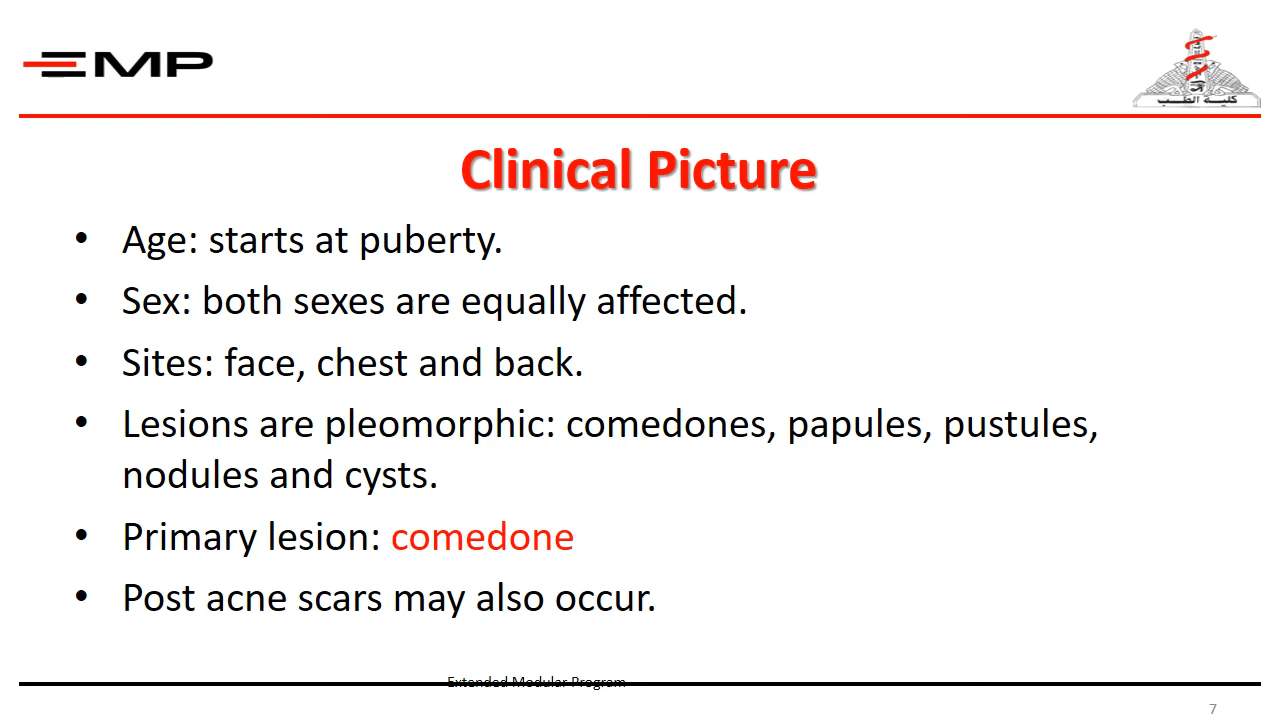 EMP
كلية الطب
Clinical Picture
• Age: starts at puberty.
• Sex: both sexes are equally affected.
• Sites: face, chest and back.
• Lesions are pleomorphic: comedones, papules, pustules,
nodules and cysts.
• Primary lesion: comedone
• Post acne scars may also occur.
Extended Modular Program
7